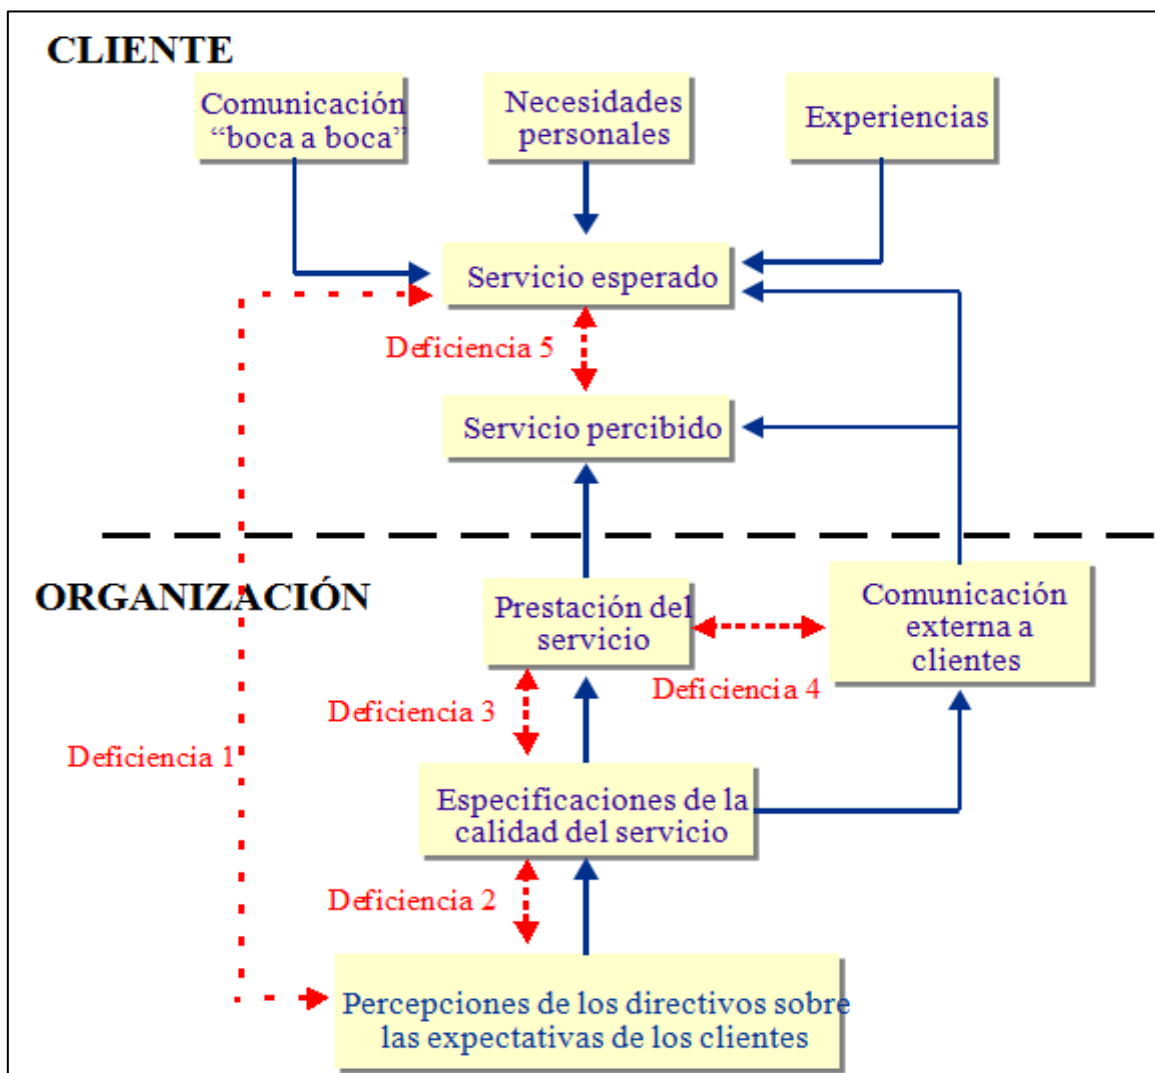 CLIENTE
Comunicación
“boca a boca”
Necesidades
personales
Experiencias
Servicio esperado
Deficiencia 5
Servicio percibido
ORGANIZACIÓN
Prestación del
servicio
Comunicación
externa a
clientes
Deficiencia 4
Deficiencia 3
Deficiencia 1
Especificaciones de la
calidad del servicio
Deficiencia 2
Percepciones de los directivos sobre
las expectativas de los clientes